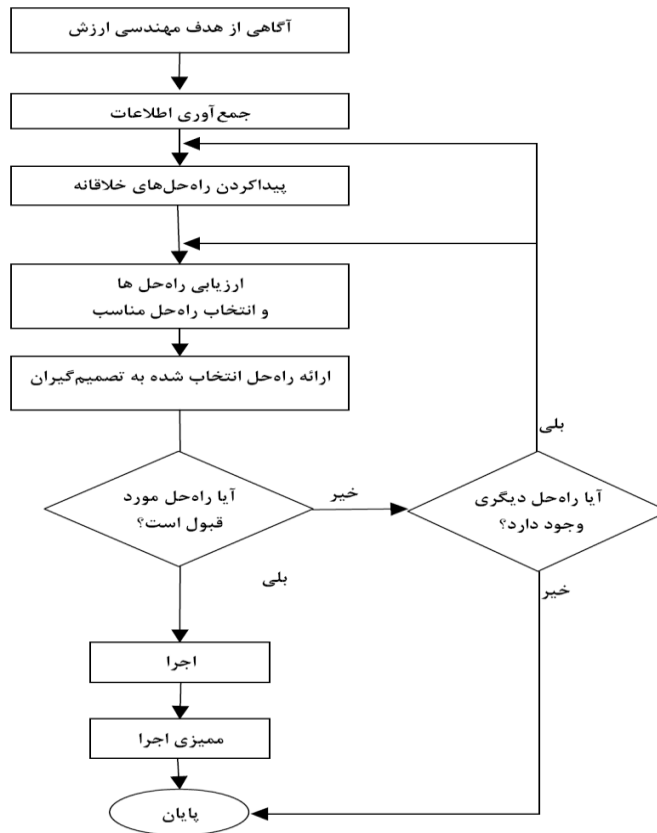 آگاهی از هدف مهندسی ارزش
جمع‌آوری اطلاعات
پیداکردن راه‌حل‌های خلاقانه
ارزیابی راه‌حل ها
و انتخاب راه‌حل مناسب
ارائه راه‌حل انتخاب شده به تصمیم‌گیران
بلی
آیا راه‌حل مورد
قبول است؟
خیر
آیا راه‌حل دیگری
وجود دارد؟
بلی
خیر
اجرا
ممیزی اجرا
پایان